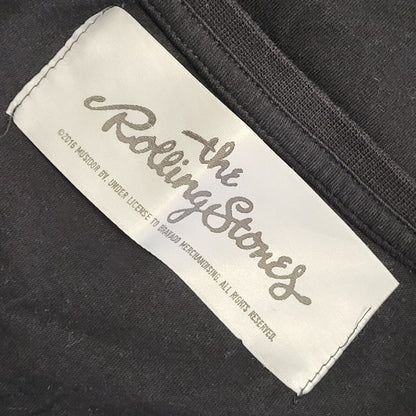 the
Rolling Stones
©2016 MUSIDOR BV. UNDER LICENSE TO BRAVADO MERCHANDISING. ALL RIGHTS RESERVED.